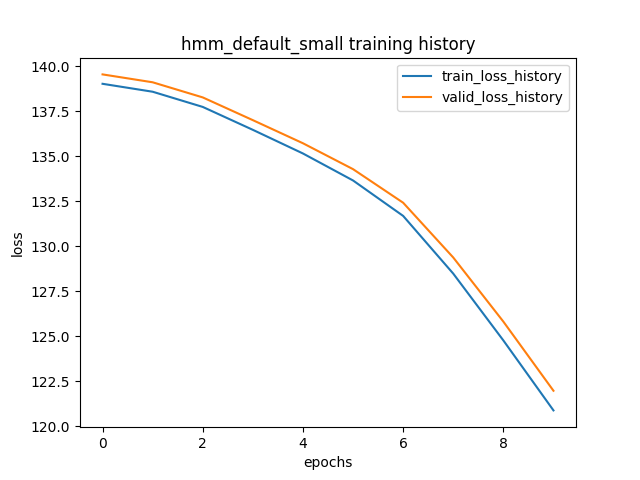 hmm_default_small training history
train_loss_history
valid_loss_history
140.0
137.5
135.0
132.5
130.0
127.5
125.0
122.5
120.0
loss
0 2 4 6 8
epochs